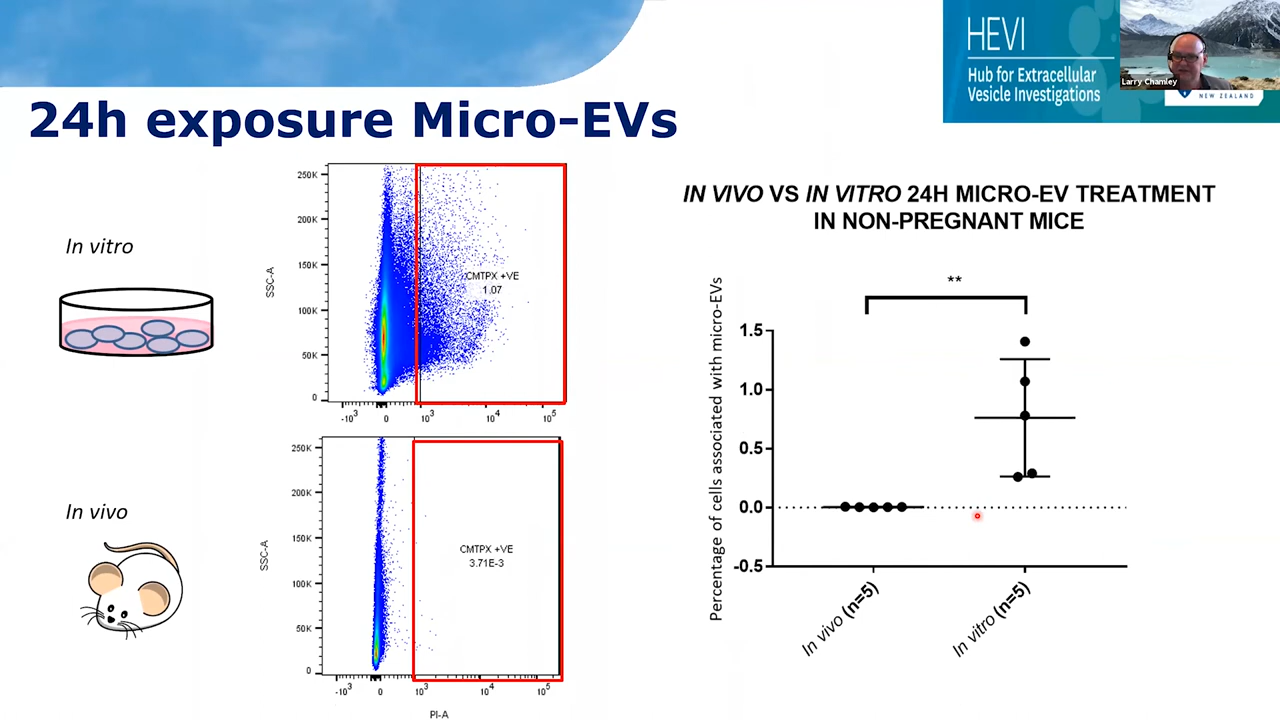 HEVI
Hub for Extracellular
Vesicle Investigations
Larry Chamley
NEW ZEALAND
24h exposure Micro-EVs
In vitro
In vivo
250K
200K
150K
100K
50K
0
SSC-A
CMTPX +VE
1.07
-10³ 0 10³ 10⁴ 10⁵
250K
200K
150K
100K
50K
0
SSC-A
CMTPX +VE
3.71E-3
-10³ 0 10³ 10⁴ 10⁵
PI-A
IN VIVO VS IN VITRO 24H MICRO-EV TREATMENT
IN NON-PREGNANT MICE
**
Percentage of cells associated with micro-EVs
1.5
1.0
0.5
0.0
-0.5
In vivo (n=5)
In vitro (n=5)